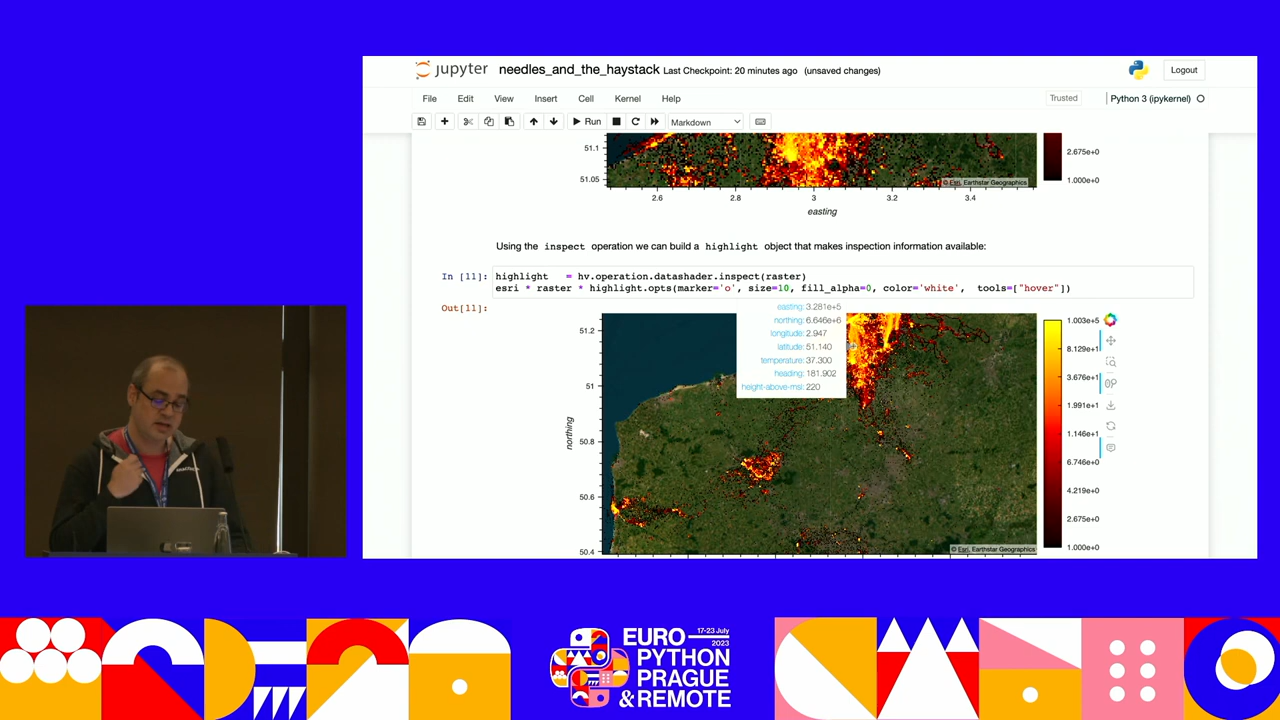 jupyter needles_and_the_haystack Last Checkpoint: 20 minutes ago (unsaved changes)
Logout
File Edit View Insert Cell Kernel Help
Trusted
Python 3 (ipykernel)
Run
Markdown
51.1
51.05
2.6 2.8 3 3.2 3.4
easting
© Esri, Earthstar Geographics
2.675e+0
1.000e+0
Using the inspect operation we can build a highlight object that makes inspection information available:
In [11]: highlight = hv.operation.datashader.inspect(raster)
esri * raster * highlight.opts(marker='o', size=10, fill_alpha=0, color='white', tools=["hover"])
Out[11]:
easting: 3.281e+5
northing: 6.646e+6
longitude: 2.947
latitude: 51.140
temperature: 37.300
heading: 181.902
height-above-msl: 220
51.2
51
50.8
50.6
50.4
northing
© Esri, Earthstar Geographics
1.003e+5
8.129e+1
3.676e+1
1.991e+1
1.146e+1
6.746e+0
4.219e+0
2.675e+0
1.000e+0
EURO 17-23 July 2023
PYTHON
PRAGUE
& REMOTE